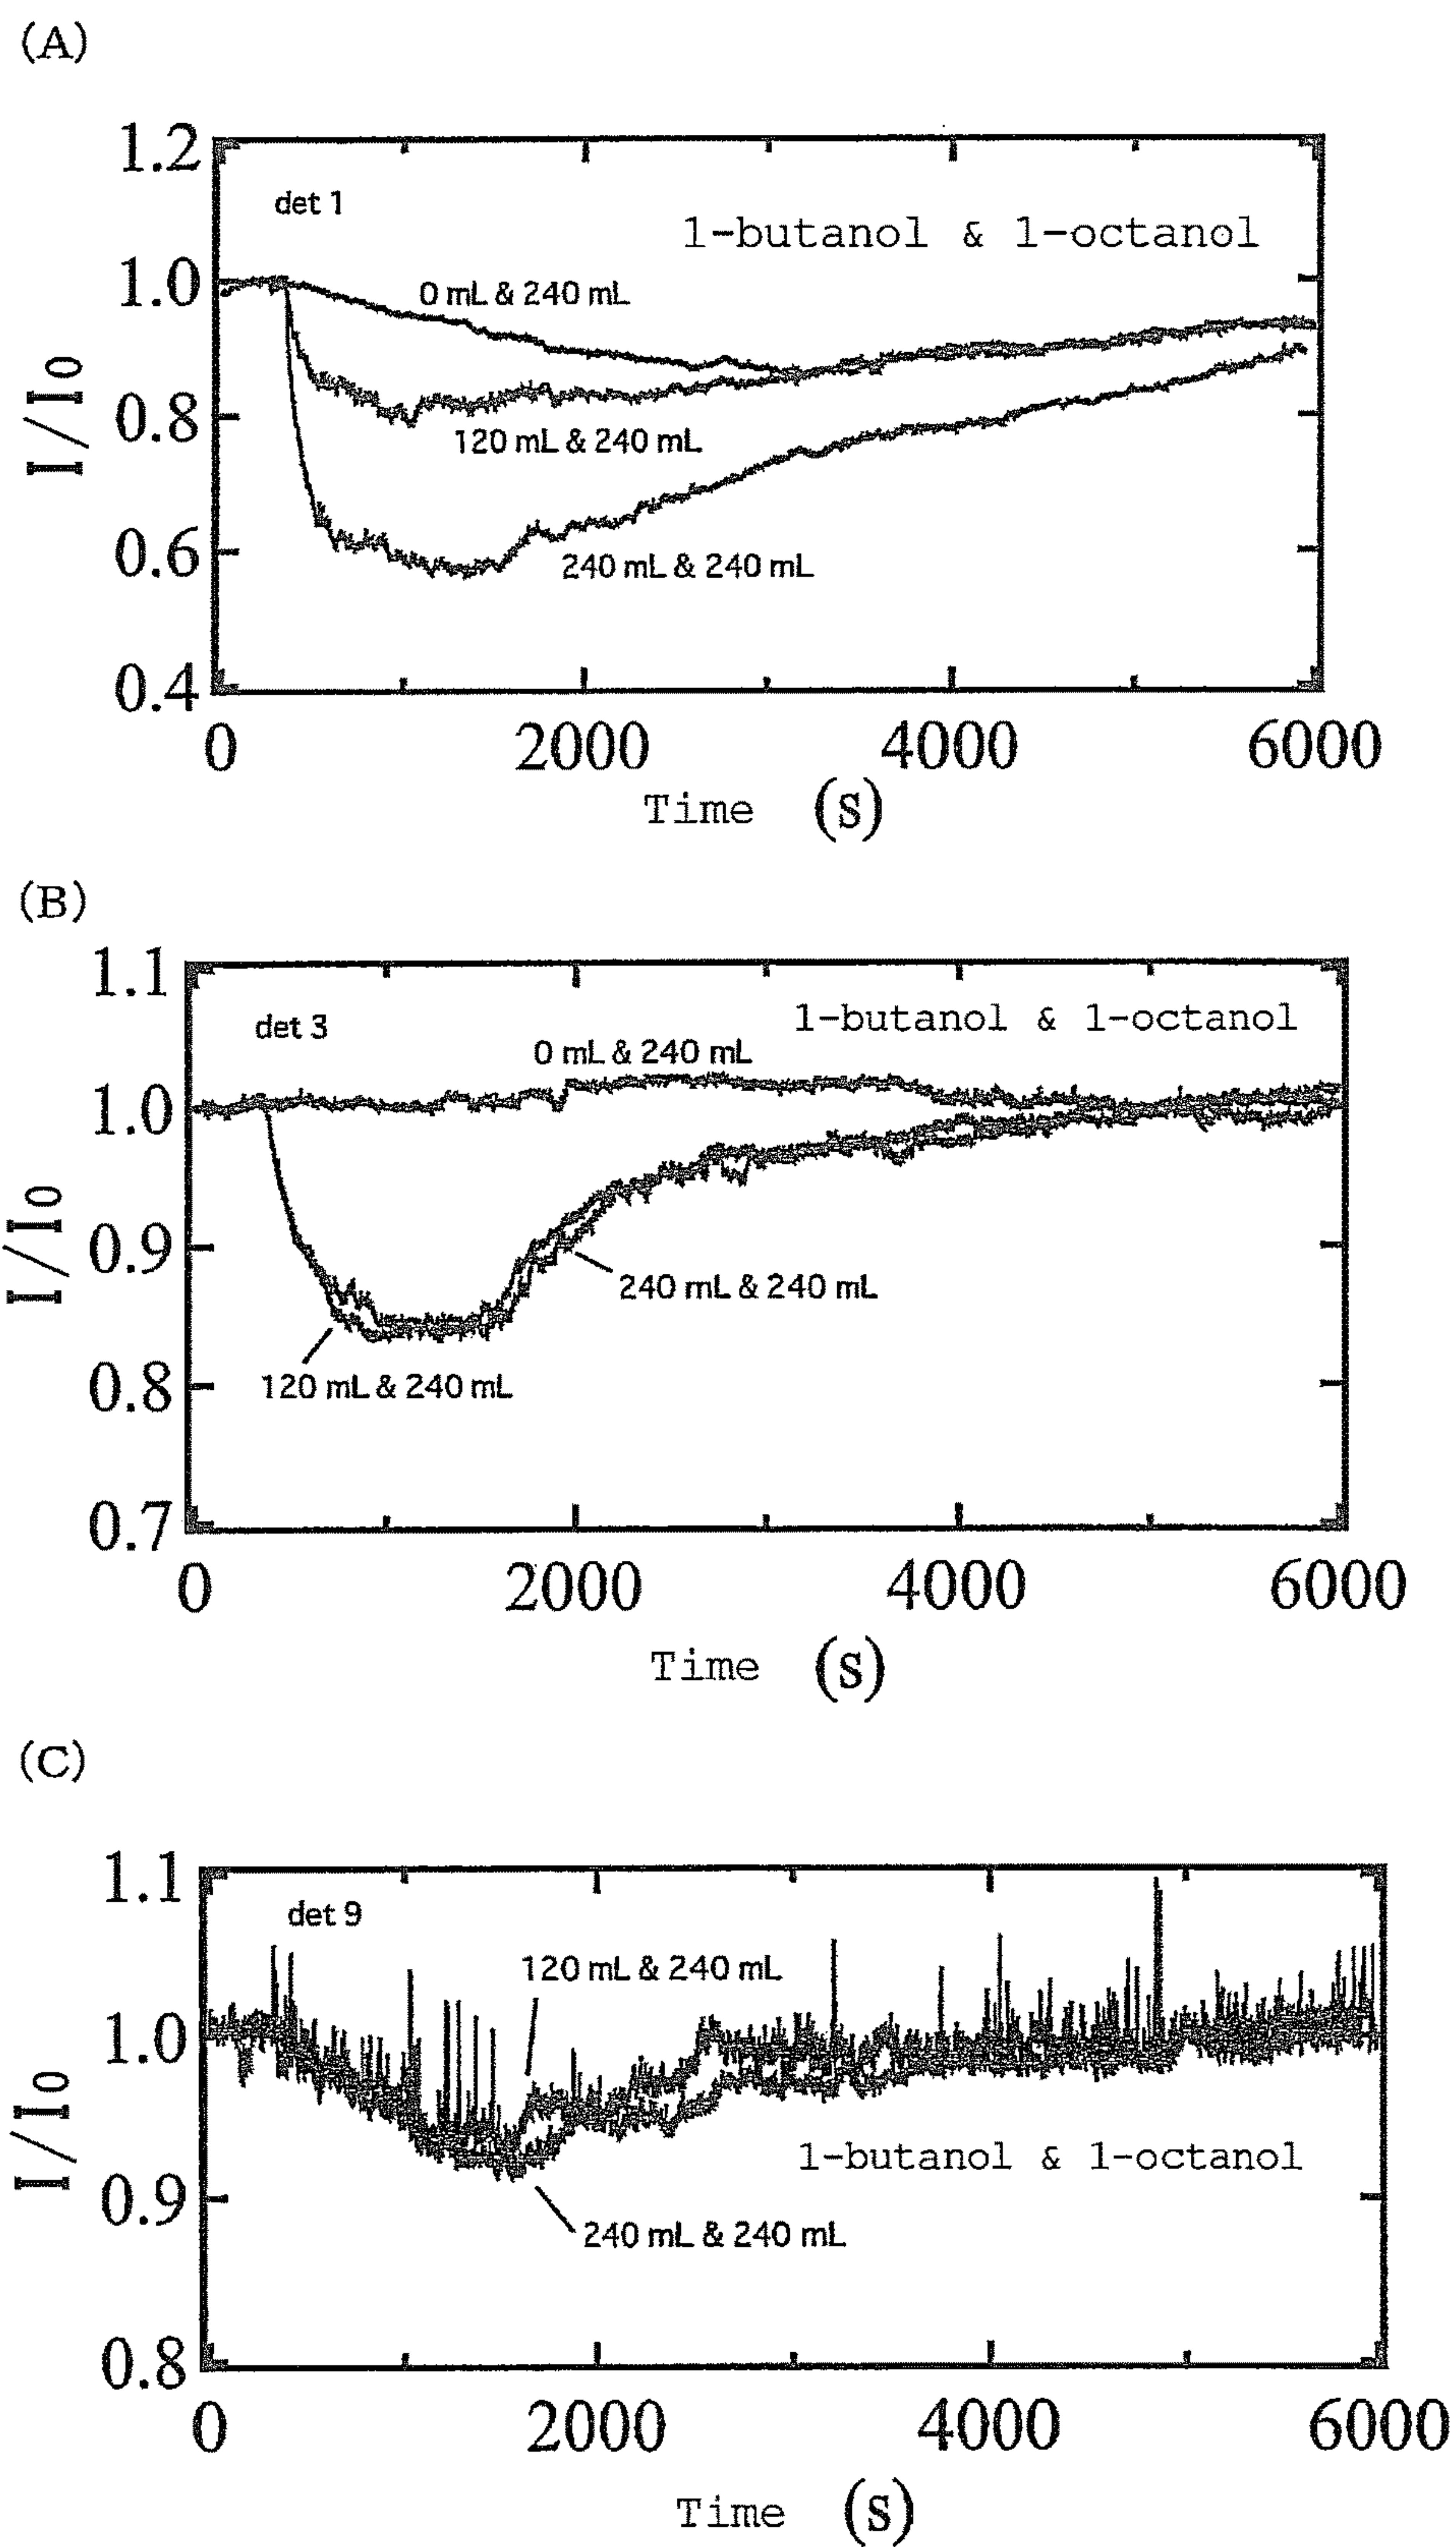 (A)
1.2
det 1
1-butanol & 1-octanol
1.0
0 mL & 240 mL
I/I0
0.8
120 mL & 240 mL
0.6
240 mL & 240 mL
0.4
0 2000 4000 6000
Time (s)
(B)
1.1
det 3
1-butanol & 1-octanol
0 mL & 240 mL
1.0
I/I0
0.9
240 mL & 240 mL
0.8
120 mL & 240 mL
0.7
0 2000 4000 6000
Time (s)
(C)
1.1
det 9
120 mL & 240 mL
1.0
I/I0
1-butanol & 1-octanol
0.9
240 mL & 240 mL
0.8
0 2000 4000 6000
Time (s)